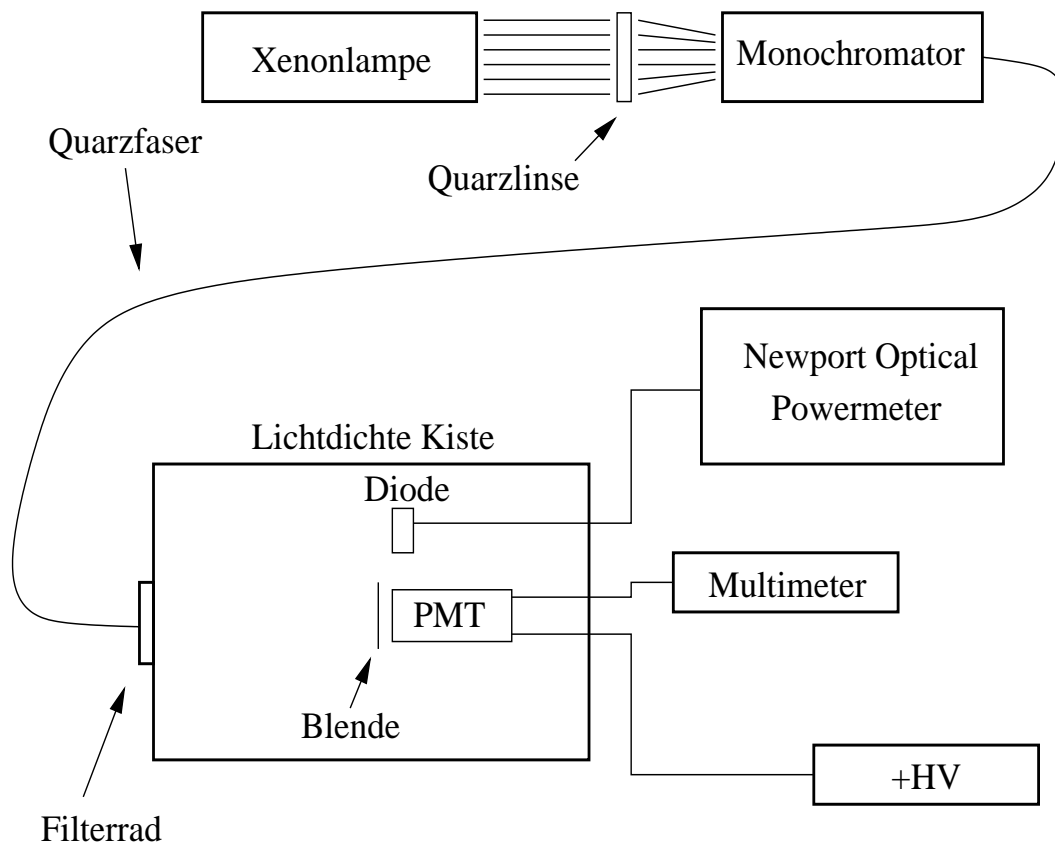 Xenonlampe
Monochromator
Quarzfaser
Quarzlinse
Newport Optical
Powermeter
Lichtdichte Kiste
Diode
Multimeter
PMT
Blende
+HV
Filterrad